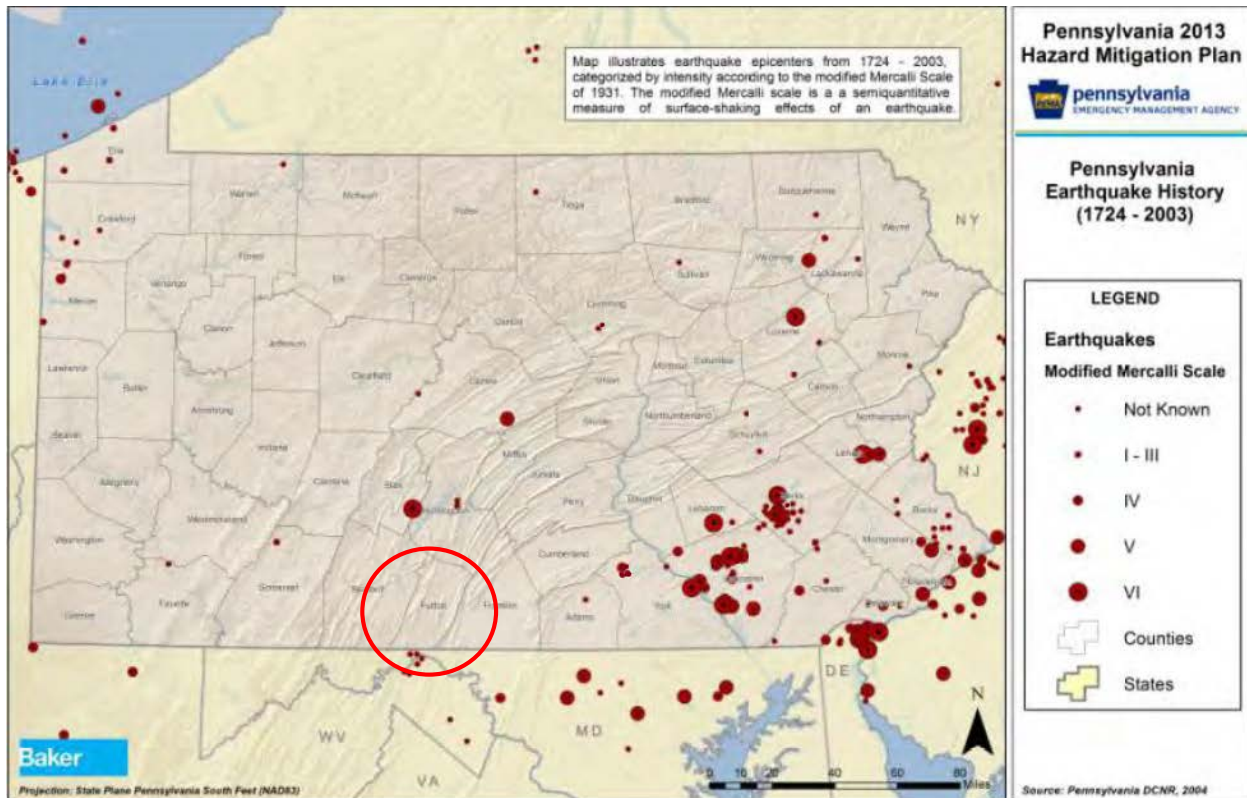 Pennsylvania 2013
Hazard Mitigation Plan
pennsylvania
EMERGENCY MANAGEMENT AGENCY
Pennsylvania
Earthquake History
(1724 - 2003)
LEGEND
Earthquakes
Modified Mercalli Scale
Not Known
I - III
IV
V
VI
Counties
States
Source: Pennsylvania DCNR, 2004
Map illustrates earthquake epicenters from 1724 - 2003,
categorized by intensity according to the modified Mercalli Scale
of 1931. The modified Mercalli scale is a a semiquantitative
measure of surface-shaking effects of an earthquake.
Lake Erie
Erie
Warren
McKean
Potter
Tioga
Bradford
Susquehanna
Wayne
NY
Crawford
Forest
Elk
Cameron
Sullivan
Wyoming
Lackawanna
Pike
Mercer
Venango
Clarion
Jefferson
Clinton
Lycoming
Luzerne
Monroe
Lawrence
Butler
Clearfield
Centre
Union
Montour
Columbia
Carbon
Armstrong
Northumberland
Northampton
Beaver
Indiana
Snyder
Schuylkill
Mifflin
Lehigh
NJ
Allegheny
Cambria
Blair
Huntingdon
Juniata
Perry
Dauphin
Lebanon
Berks
Bucks
Westmoreland
Washington
Cumberland
Montgomery
Somerset
Bedford
Fulton
Franklin
Lancaster
Chester
Greene
Fayette
Adams
York
DE
MD
WV
VA
N
Baker
0 10 20 40 60 80
Miles
Projection: State Plane Pennsylvania South Feet (NAD83)